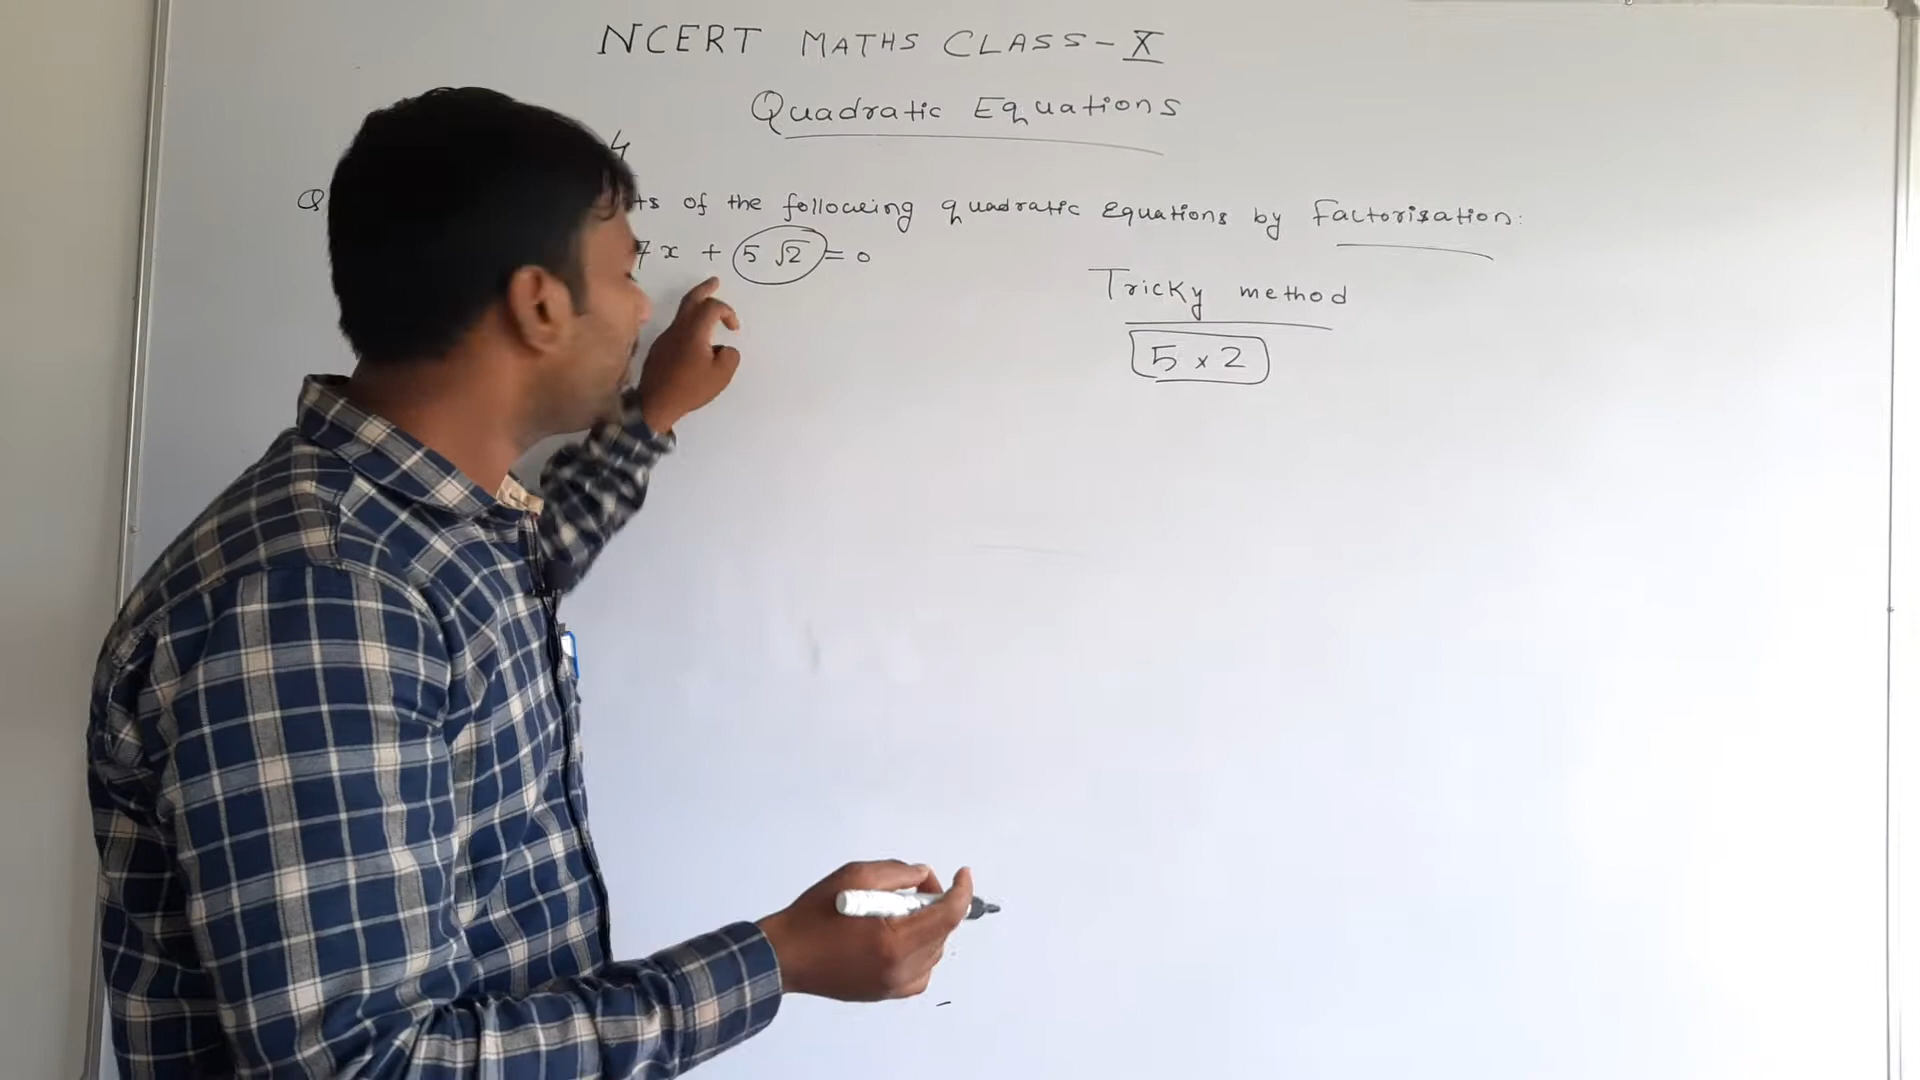 NCERT MATHS CLASS - X
Quadratic Equations
4
Q of the following quadratic Equations by Factorisation:
7x + 5 √2 = 0
Tricky method
5 × 2